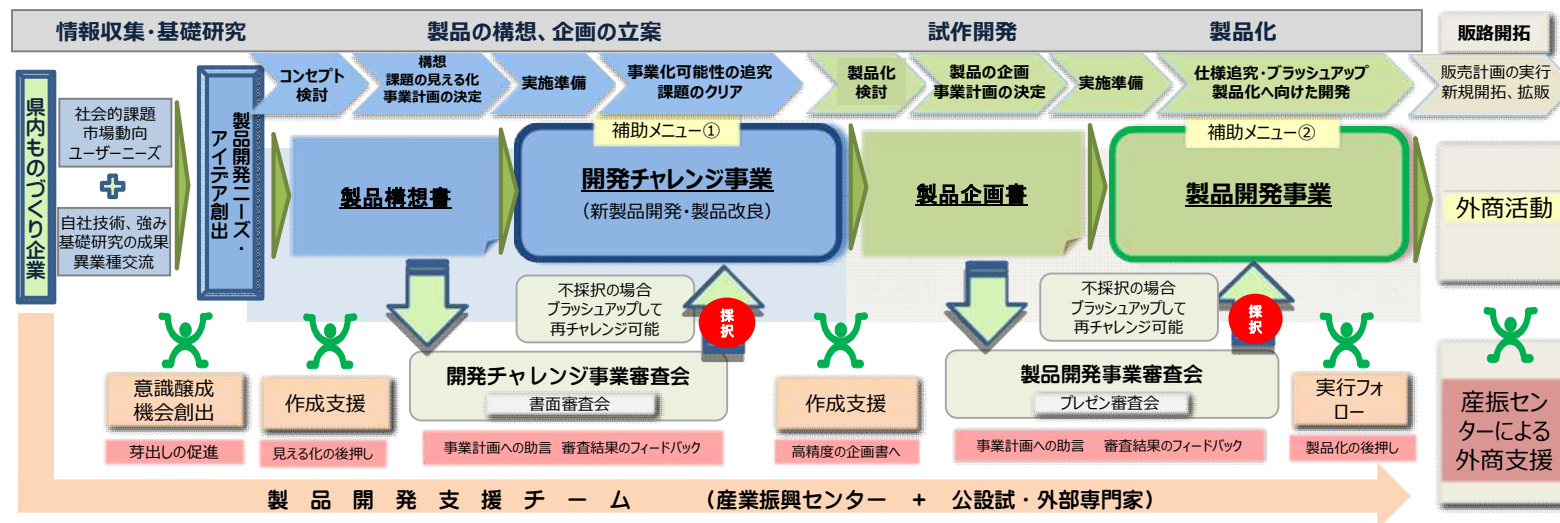 情報収集・基礎研究
製品の構想、企画の立案
試作開発
製品化
販路開拓
コンセプト
検討
構想
課題の見える化
事業計画の決定
実施準備
事業化可能性の追究
課題のクリア
製品化
検討
製品の企画
事業計画の決定
実施準備
仕様追究・ブラッシュアップ
製品化へ向けた開発
販売計画の実行
新規開拓、拡販
県内ものづくり企業
社会的課題
市場動向
ユーザーニーズ
自社技術、強み
基礎研究の成果
異業種交流
製品開発ニーズ・
アイデア創出
製品構想書
補助メニュー①
開発チャレンジ事業
（新製品開発・製品改良）
製品企画書
補助メニュー②
製品開発事業
外商活動
不採択の場合
ブラッシュアップして
再チャレンジ可能
採
択
不採択の場合
ブラッシュアップして
再チャレンジ可能
採
択
意識醸成
機会創出
芽出しの促進
作成支援
見える化の後押し
開発チャレンジ事業審査会
書面審査会
事業計画への助言　審査結果のフィードバック
作成支援
高精度の企画書へ
製品開発事業審査会
プレゼン審査会
事業計画への助言　審査結果のフィードバック
実行フォ
ロー
製品化の後押し
産振セン
ターによる
外商支援
製品開発支援チーム　（産業振興センター　＋　公設試・外部専門家）